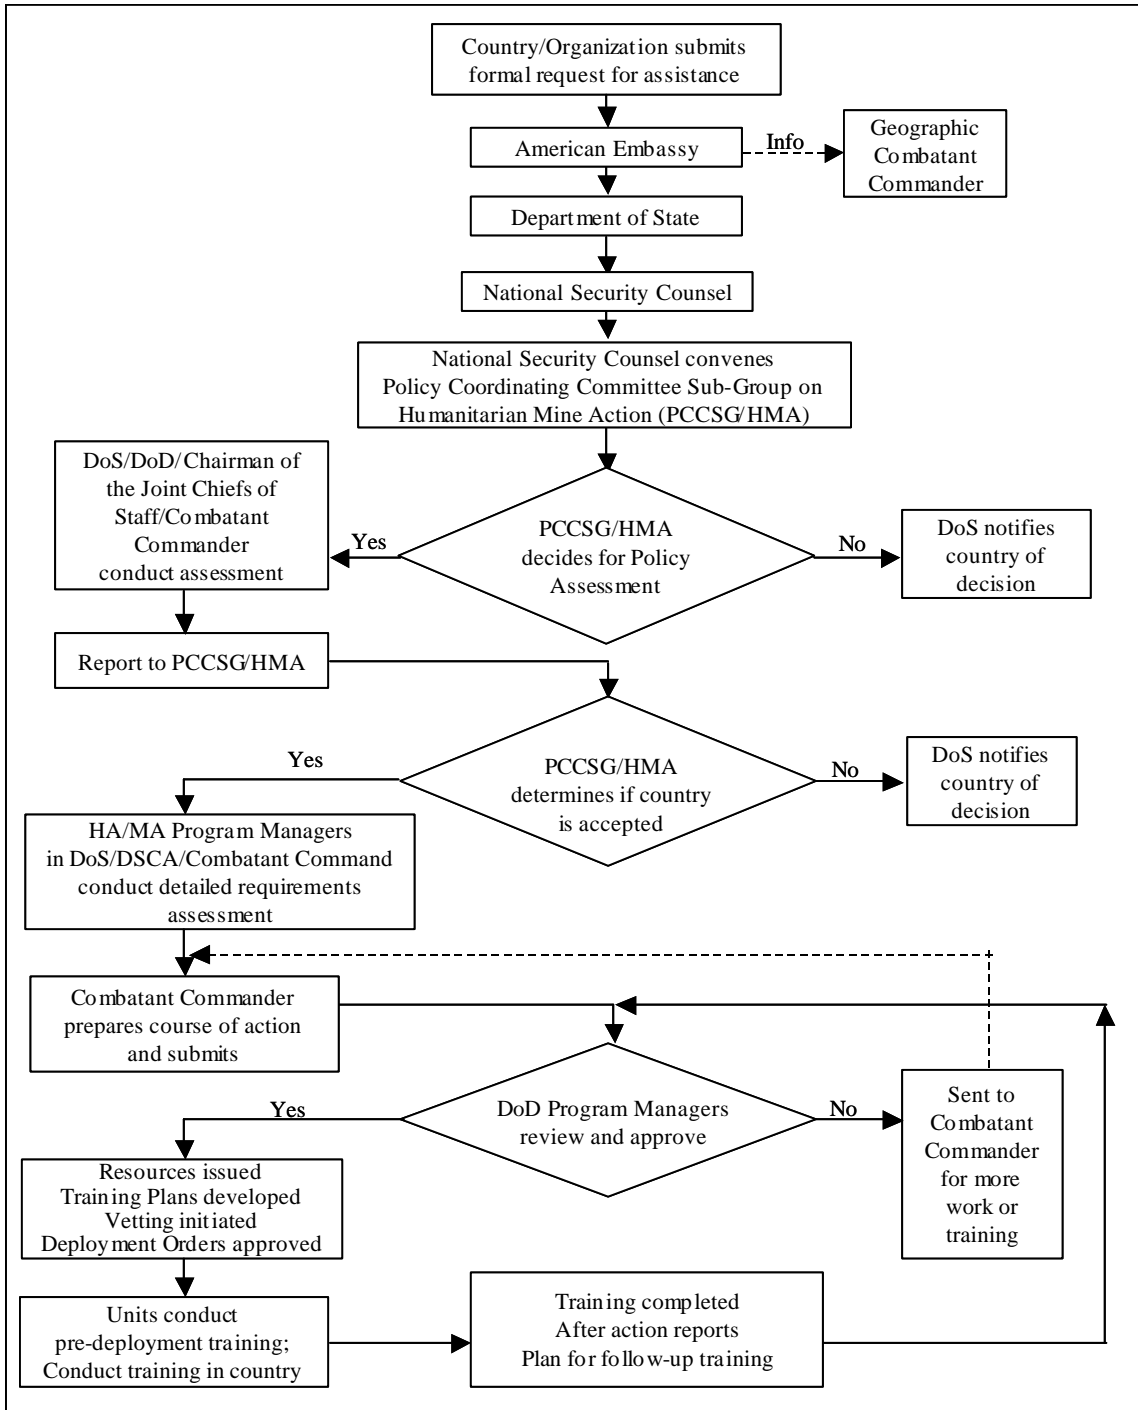 Country/Organization submits
formal request for assistance
American Embassy
Info
Geographic
Combatant
Commander
Department of State
National Security Counsel
National Security Counsel convenes
Policy Coordinating Committee Sub-Group on
Humanitarian Mine Action (PCCSG/HMA)
DoS/DoD/Chairman of
the Joint Chiefs of
Staff/Combatant
Commander
conduct assessment
Yes
PCCSG/HMA
decides for Policy
Assessment
No
DoS notifies
country of
decision
Report to PCCSG/HMA
Yes
PCCSG/HMA
determines if country
is accepted
No
DoS notifies
country of
decision
HA/MA Program Managers
in DoS/DSCA/Combatant Command
conduct detailed requirements
assessment
Combatant Commander
prepares course of action
and submits
Yes
DoD Program Managers
review and approve
No
Sent to
Combatant
Commander
for more
work or
training
Resources issued
Training Plans developed
Vetting initiated
Deployment Orders approved
Units conduct
pre-deployment training;
Conduct training in country
Training completed
After action reports
Plan for follow-up training